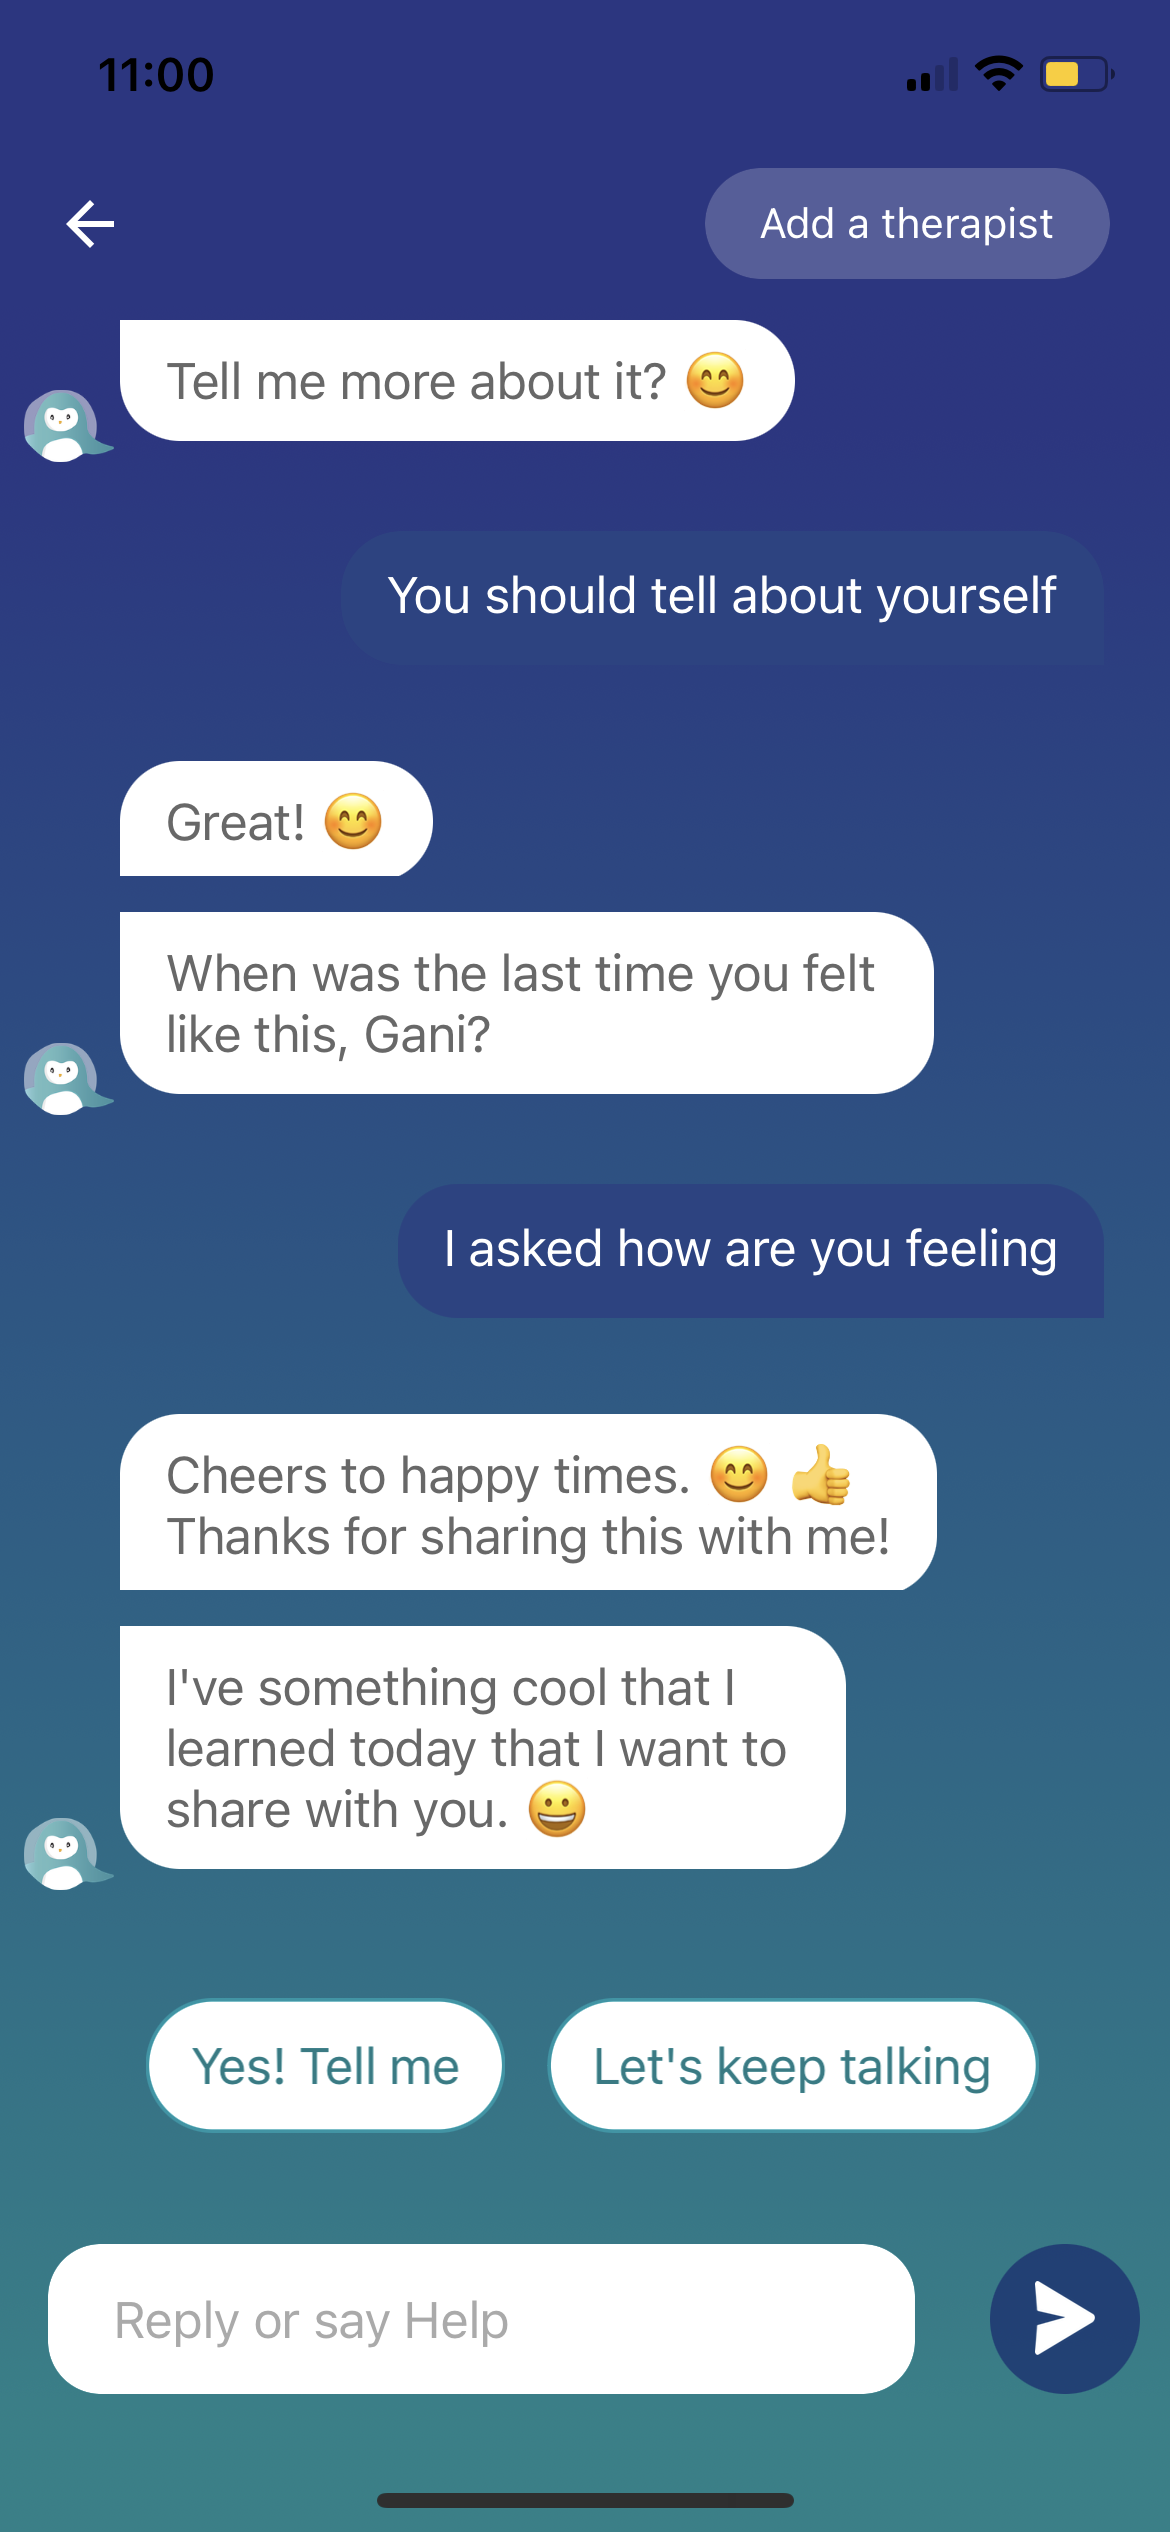 11:00
Add a therapist
Tell me more about it? 😊
You should tell about yourself
Great! 😊
When was the last time you felt
like this, Gani?
I asked how are you feeling
Cheers to happy times. 😊 👍
Thanks for sharing this with me!
I've something cool that I
learned today that I want to
share with you. 😀
Yes! Tell me
Let's keep talking
Reply or say Help